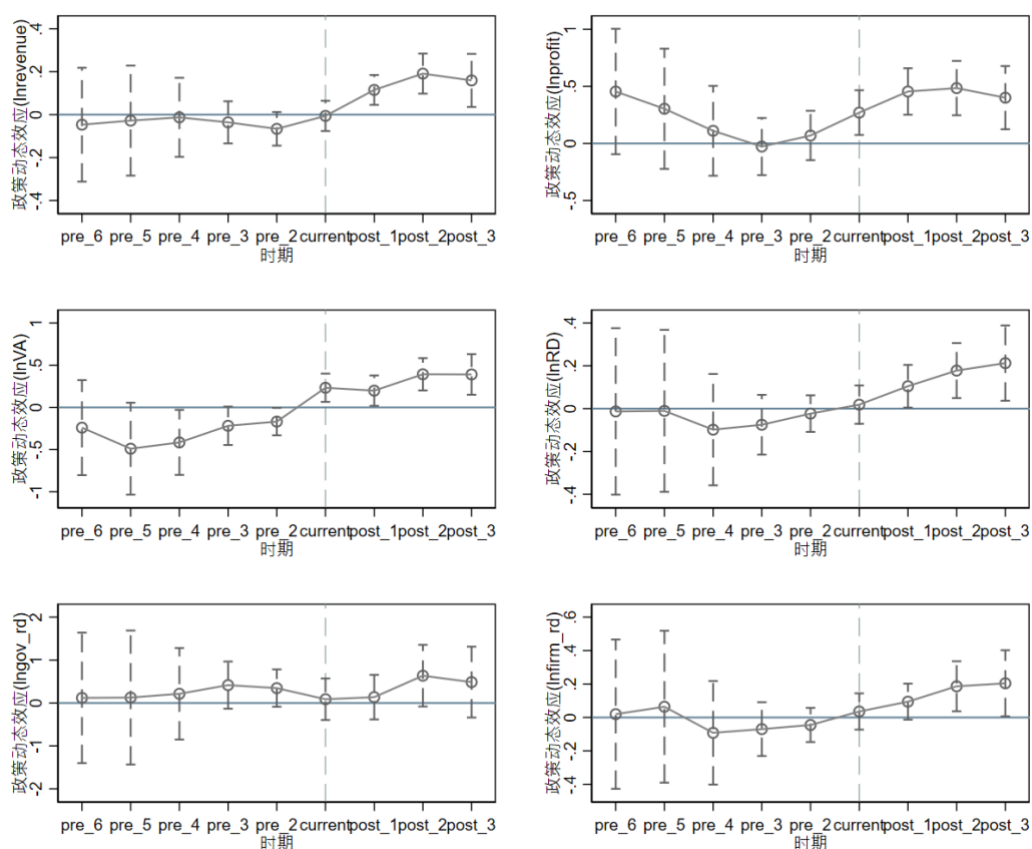 政策动态效应(lnrevenue)
.4
.2
0
-.2
-.4
pre_6 pre_5 pre_4 pre_3 pre_2 current post_1 post_2 post_3
时期
政策动态效应(lnprofit)
1
.5
0
-.5
pre_6 pre_5 pre_4 pre_3 pre_2 current post_1 post_2 post_3
时期
政策动态效应(lnVA)
1
.5
0
-.5
-1
pre_6 pre_5 pre_4 pre_3 pre_2 current post_1 post_2 post_3
时期
政策动态效应(lnRD)
.4
.2
0
-.2
-.4
pre_6 pre_5 pre_4 pre_3 pre_2 current post_1 post_2 post_3
时期
政策动态效应(lngov_rd)
2
1
0
-1
-2
pre_6 pre_5 pre_4 pre_3 pre_2 current post_1 post_2 post_3
时期
政策动态效应(lnfirm_rd)
.6
.4
.2
0
-.2
-.4
pre_6 pre_5 pre_4 pre_3 pre_2 current post_1 post_2 post_3
时期